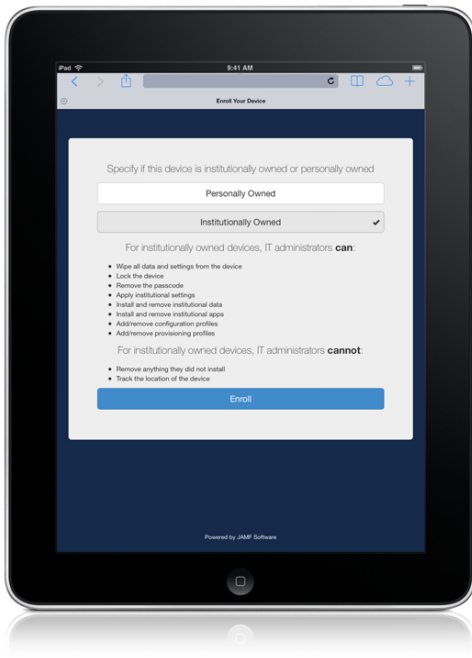 iPad
9:41 AM
Enroll Your Device
Specify if this device is institutionally owned or personally owned
Personally Owned
Institutionally Owned
For institutionally owned devices, IT administrators can:
• Wipe all data and settings from the device
• Lock the device
• Remove the passcode
• Apply institutional settings
• Install and remove institutional data
• Install and remove institutional apps
• Add/remove configuration profiles
• Add/remove provisioning profiles
For institutionally owned devices, IT administrators cannot:
• Remove anything they did not install
• Track the location of the device
Enroll
Powered by JAMF Software